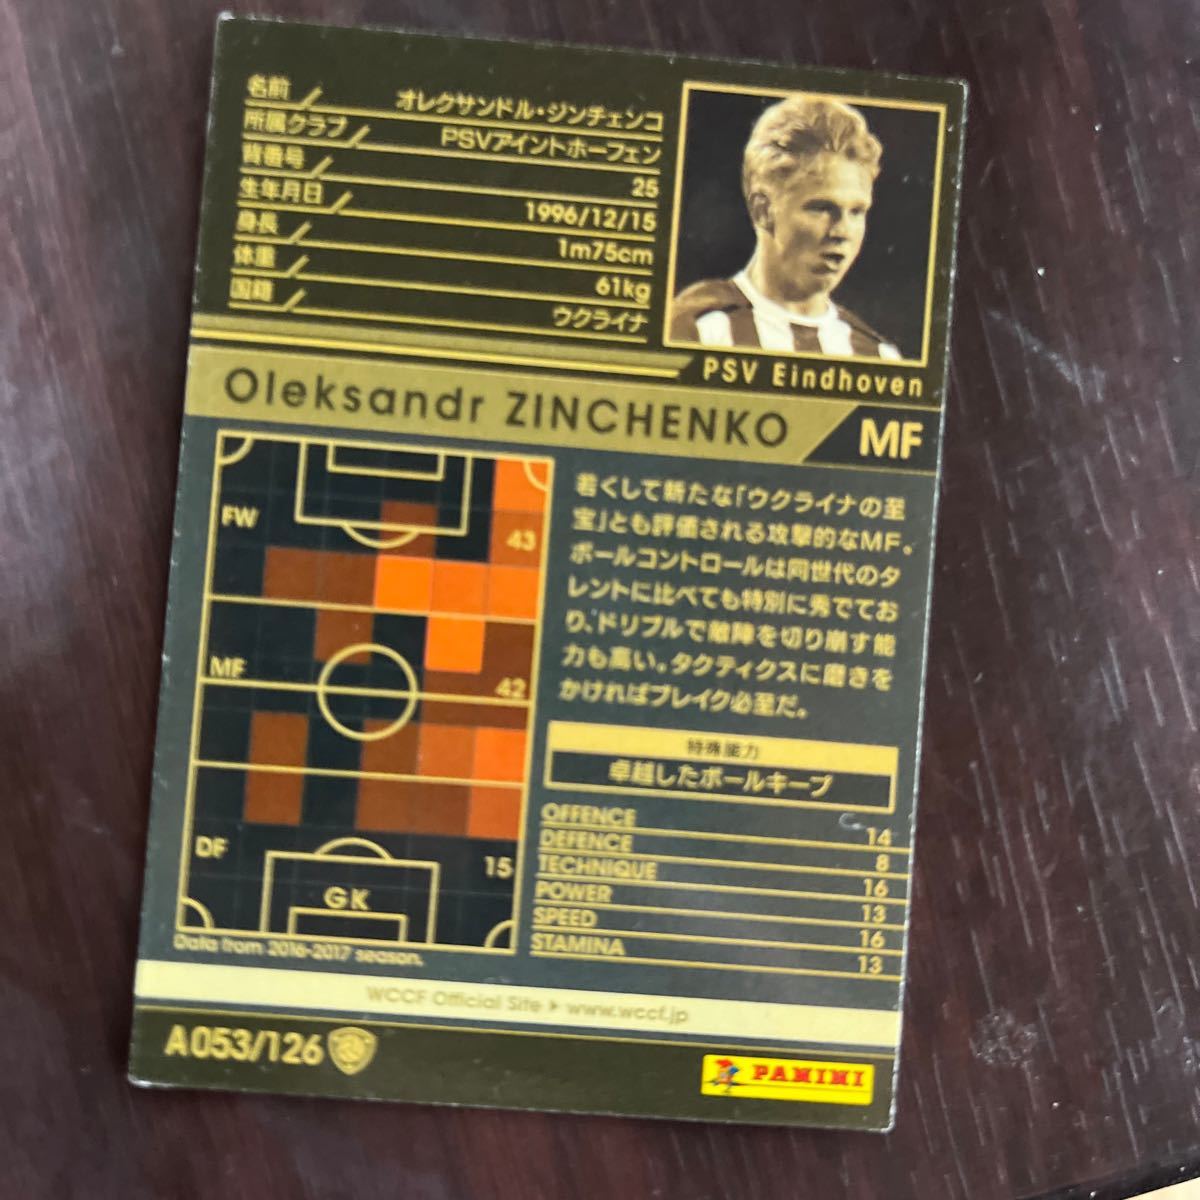 名前 オレクサンドル・ジンチェンコ
所属クラブ PSVアイントホーフェン
背番号 25
生年月日 1996/12/15
身長 1m75cm
体重 61kg
国籍 ウクライナ
PSV Eindhoven
Oleksandr ZINCHENKO MF
FW 43
MF 42
DF 15
GK
Data from 2016-2017 season.
若くして新たな「ウクライナの至
宝」とも評価される攻撃的なMF。
ボールコントロールは同世代のタ
レントに比べても特別に秀でてお
り、ドリブルで敵陣を切り崩す能
力も高い。タクティクスに磨きを
かければブレイク必至だ。
特殊能力
卓越したボールキープ
OFFENCE 14
DEFENCE 8
TECHNIQUE 16
POWER 13
SPEED 16
STAMINA 13
WCCF Official Site ▶ www.wccf.jp
A053/126
PANINI